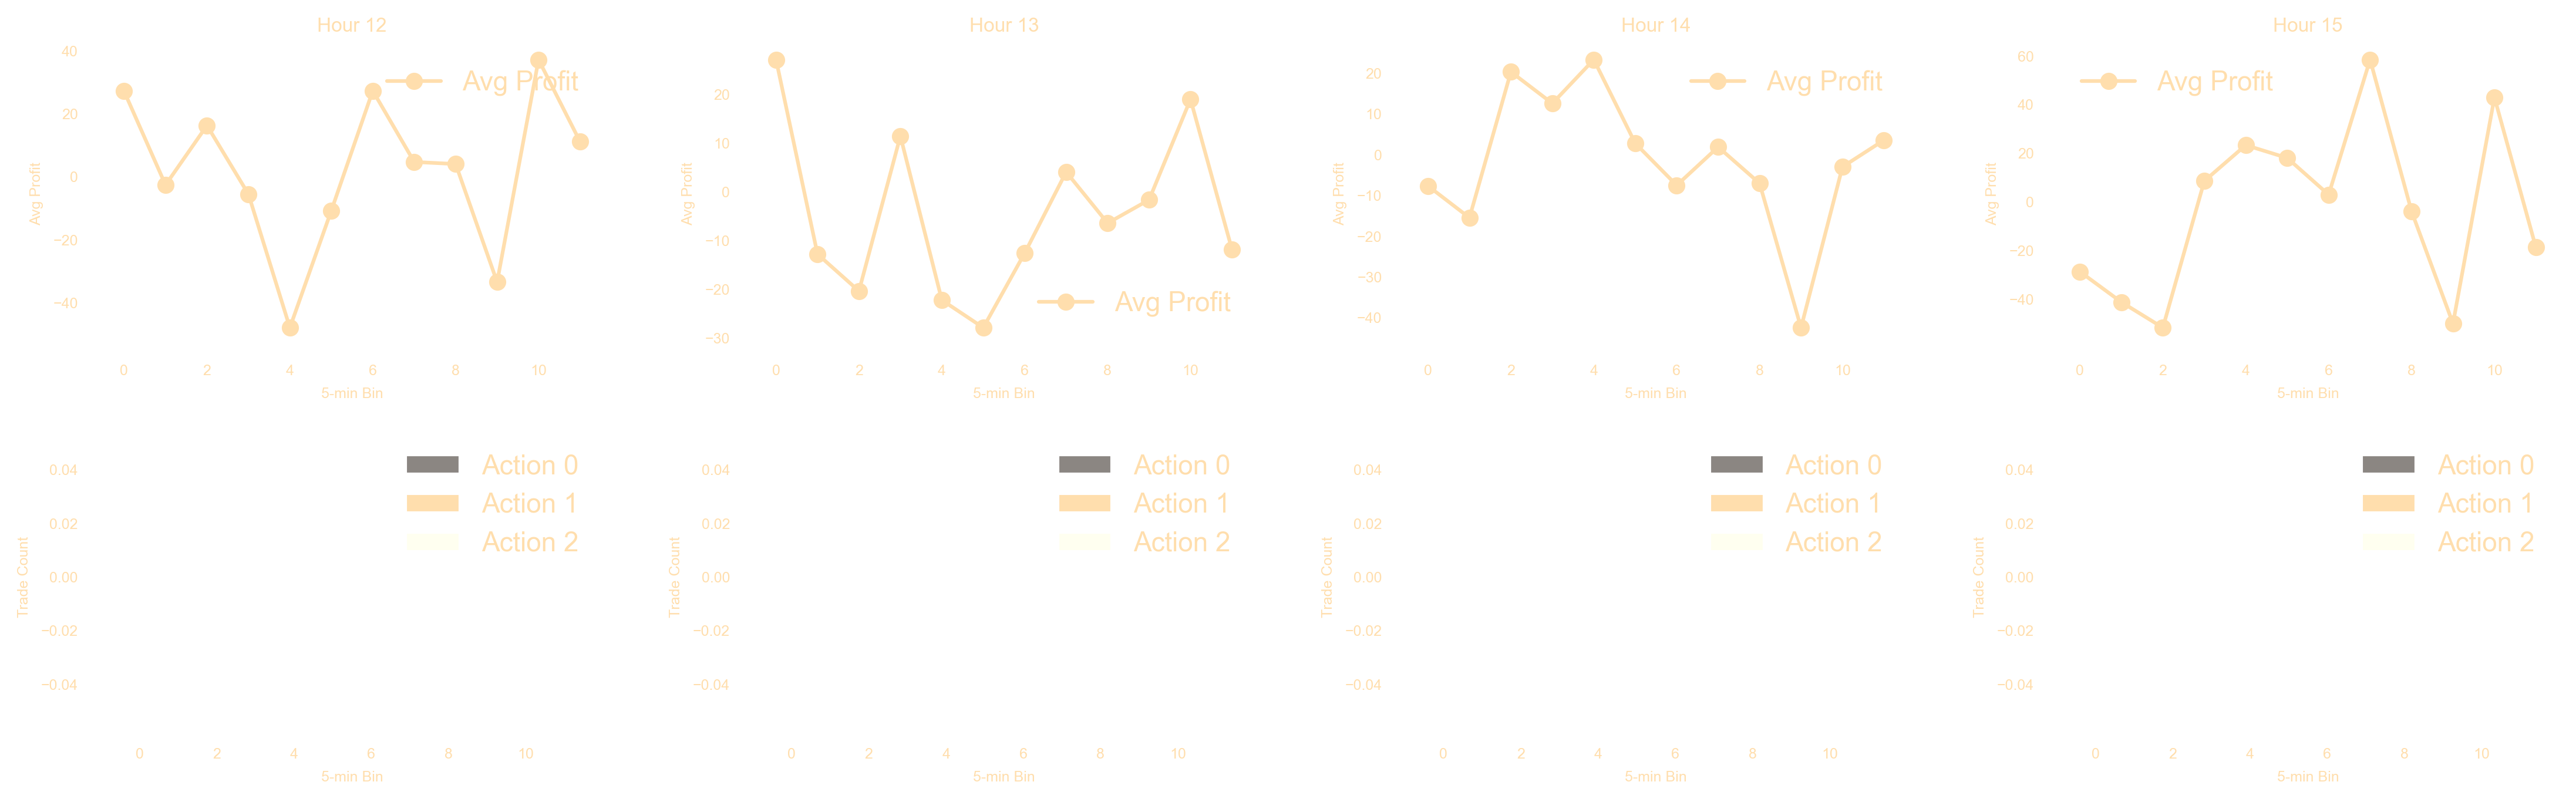 Hour 12
Avg Profit
40
20
0
−20
−40
Avg Profit
0 2 4 6 8 10
5-min Bin
Hour 13
Avg Profit
20
10
0
−10
−20
−30
Avg Profit
0 2 4 6 8 10
5-min Bin
Hour 14
Avg Profit
20
10
0
−10
−20
−30
−40
Avg Profit
0 2 4 6 8 10
5-min Bin
Hour 15
Avg Profit
60
40
20
0
−20
−40
Avg Profit
0 2 4 6 8 10
5-min Bin
Action 0
Action 1
Action 2
0.04
0.02
0.00
−0.02
−0.04
Trade Count
0 2 4 6 8 10
5-min Bin
Action 0
Action 1
Action 2
0.04
0.02
0.00
−0.02
−0.04
Trade Count
0 2 4 6 8 10
5-min Bin
Action 0
Action 1
Action 2
0.04
0.02
0.00
−0.02
−0.04
Trade Count
0 2 4 6 8 10
5-min Bin
Action 0
Action 1
Action 2
0.04
0.02
0.00
−0.02
−0.04
Trade Count
0 2 4 6 8 10
5-min Bin